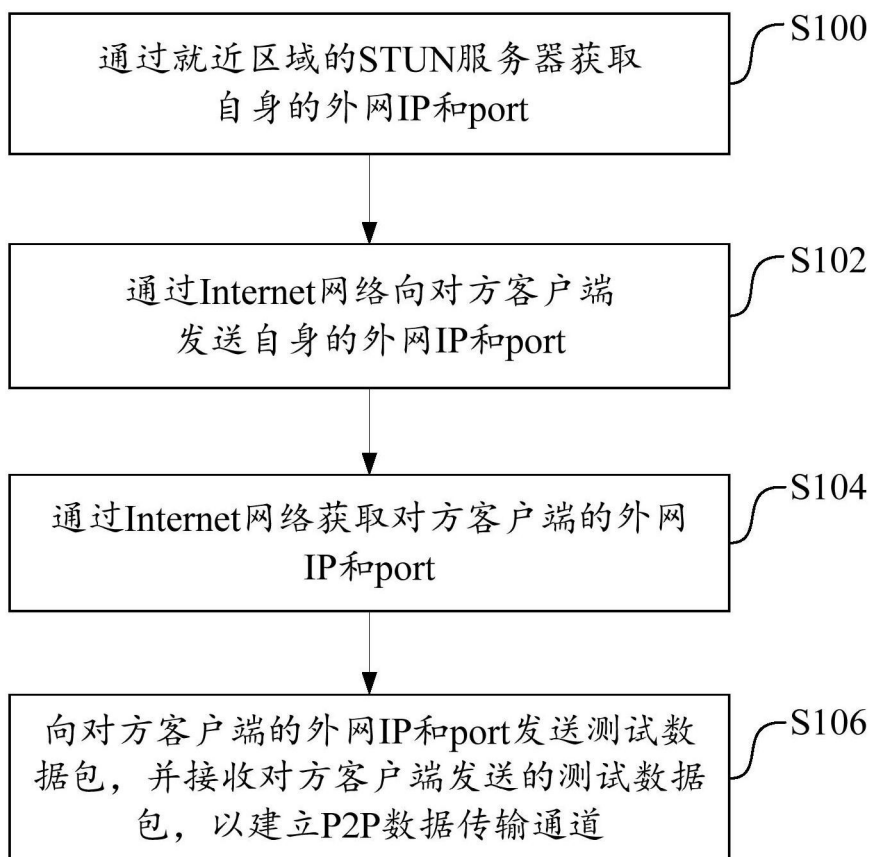 通过就近区域的STUN服务器获取
自身的外网IP和port
S100
通过Internet网络向对方客户端
发送自身的外网IP和port
S102
通过Internet网络获取对方客户端的外网
IP和port
S104
向对方客户端的外网IP和port发送测试数
据包，并接收对方客户端发送的测试数据
包，以建立P2P数据传输通道
S106